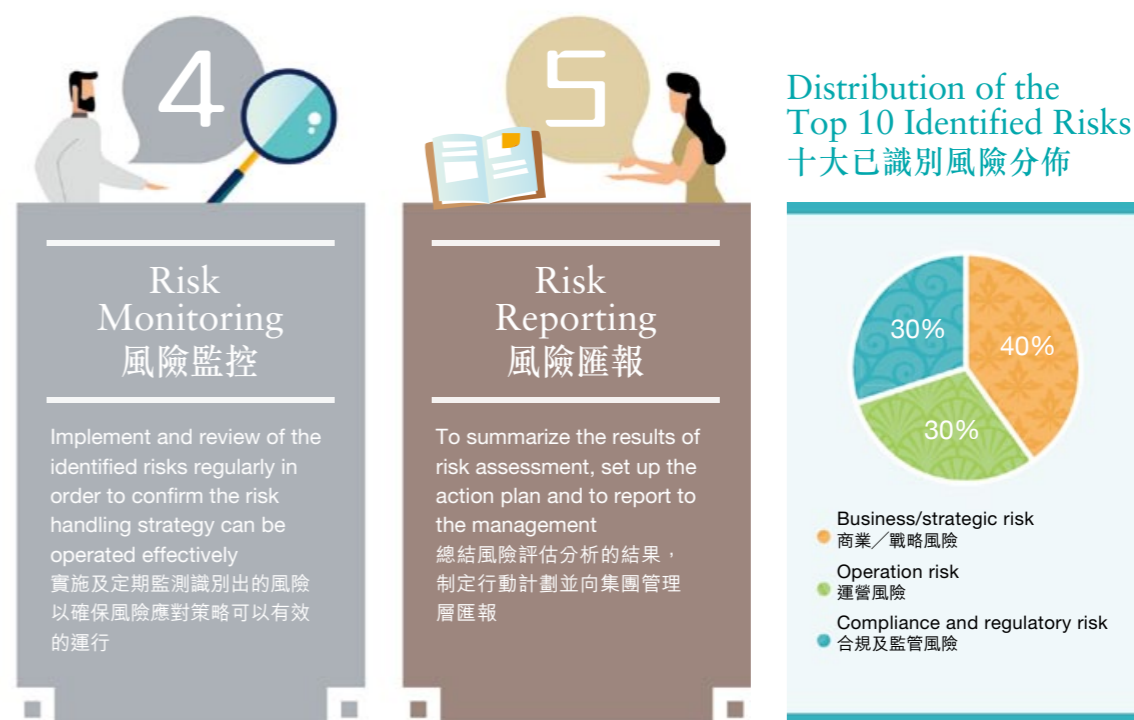 4
Risk
Monitoring
風險監控
Implement and review of the
identified risks regularly in
order to confirm the risk
handling strategy can be
operated effectively
實施及定期監測識別出的風險
以確保風險應對策略可以有效
的運行
5
Risk
Reporting
風險匯報
To summarize the results of
risk assessment, set up the
action plan and to report to
the management
總結風險評估分析的結果，
制定行動計劃並向集團管理
層匯報
Distribution of the
Top 10 Identified Risks
十大已識別風險分佈
30%
40%
30%
Business/strategic risk
商業／戰略風險
Operation risk
運營風險
Compliance and regulatory risk
合規及監管風險